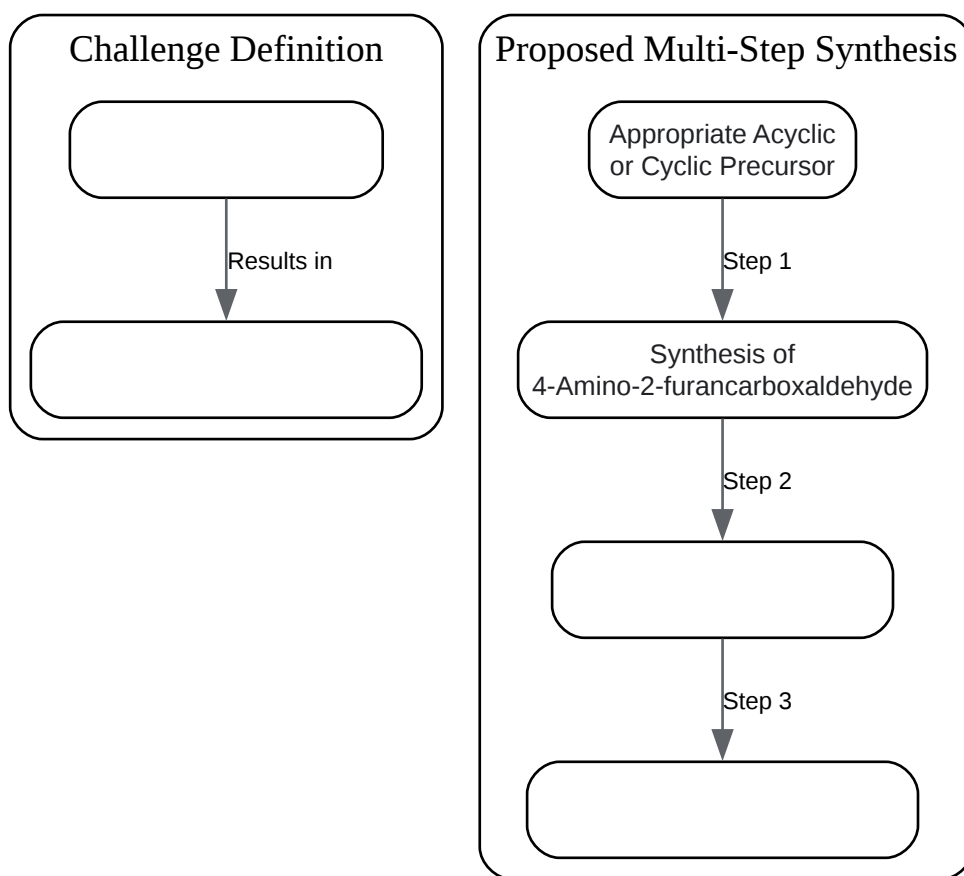 Challenge Definition
Results in
Proposed Multi-Step Synthesis
Appropriate Acyclic
or Cyclic Precursor
Step 1
Synthesis of
4-Amino-2-furancarboxaldehyde
Step 2
Step 3